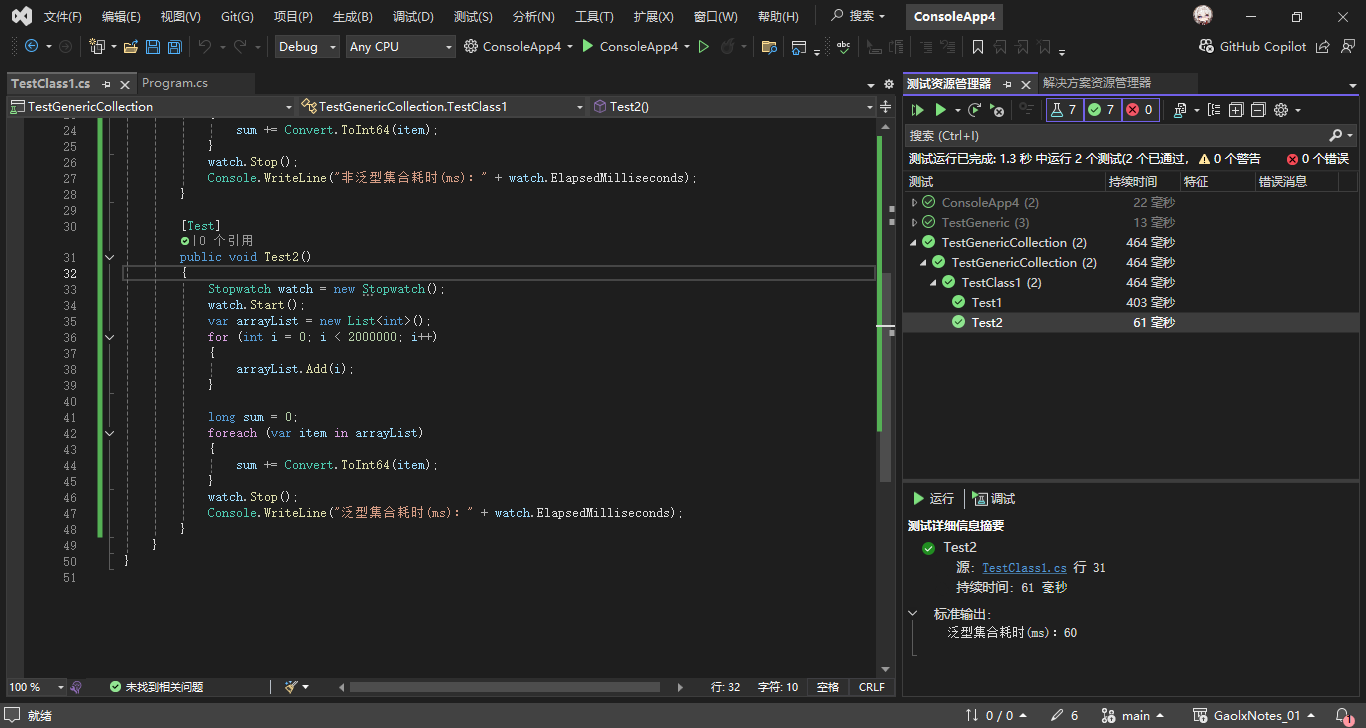 文件(F) 编辑(E) 视图(V) Git(G) 项目(P) 生成(B) 调试(D) 测试(S) 分析(N) 工具(T) 扩展(X) 窗口(W) 帮助(H) 搜索 ConsoleApp4
Debug Any CPU ConsoleApp4 ConsoleApp4 GitHub Copilot
TestClass1.cs Program.cs
TestGenericCollection TestGenericCollection.TestClass1 Test2()
24 sum += Convert.ToInt64(item);
25 }
26 watch.Stop();
27 Console.WriteLine("非泛型集合耗时(ms)：" + watch.ElapsedMilliseconds);
28 }
29
30 [Test]
0 个引用
31 public void Test2()
32 {
33 Stopwatch watch = new Stopwatch();
34 watch.Start();
35 var arrayList = new List<int>();
36 for (int i = 0; i < 2000000; i++)
37 {
38 arrayList.Add(i);
39 }
40
41 long sum = 0;
42 foreach (var item in arrayList)
43 {
44 sum += Convert.ToInt64(item);
45 }
46 watch.Stop();
47 Console.WriteLine("泛型集合耗时(ms)：" + watch.ElapsedMilliseconds);
48 }
49 }
50 }
51
100 % 未找到相关问题 行: 32 字符: 10 空格 CRLF
测试资源管理器 解决方案资源管理器
7 7 0
搜索 (Ctrl+I)
测试运行已完成: 1.3 秒 中运行 2 个测试(2 个已通过, 0 个警告 0 个错误
测试 持续时间 特征 错误消息
ConsoleApp4 (2) 22 毫秒
TestGeneric (3) 13 毫秒
TestGenericCollection (2) 464 毫秒
TestGenericCollection (2) 464 毫秒
TestClass1 (2) 464 毫秒
Test1 403 毫秒
Test2 61 毫秒
运行 调试
测试详细信息摘要
Test2
源: TestClass1.cs 行 31
持续时间: 61 毫秒
标准输出:
泛型集合耗时(ms)：60
就绪 0 / 0 6 main GaolxNotes_01 1